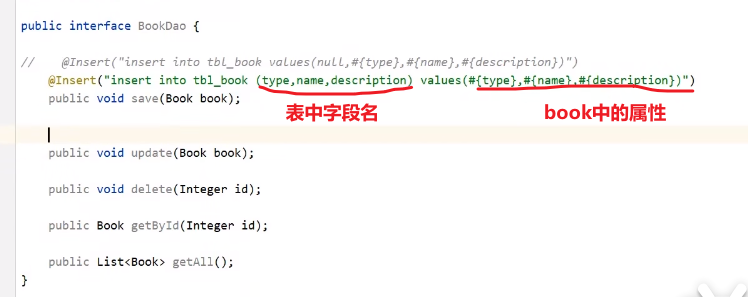 public interface BookDao {
//    @Insert("insert into tbl_book values(null,#{type},#{name},#{description})")
@Insert("insert into tbl_book (type,name,description) values(#{type},#{name},#{description})")
public void save(Book book);
表中字段名
book中的属性
public void update(Book book);
public void delete(Integer id);
public Book getById(Integer id);
public List<Book> getAll();
}